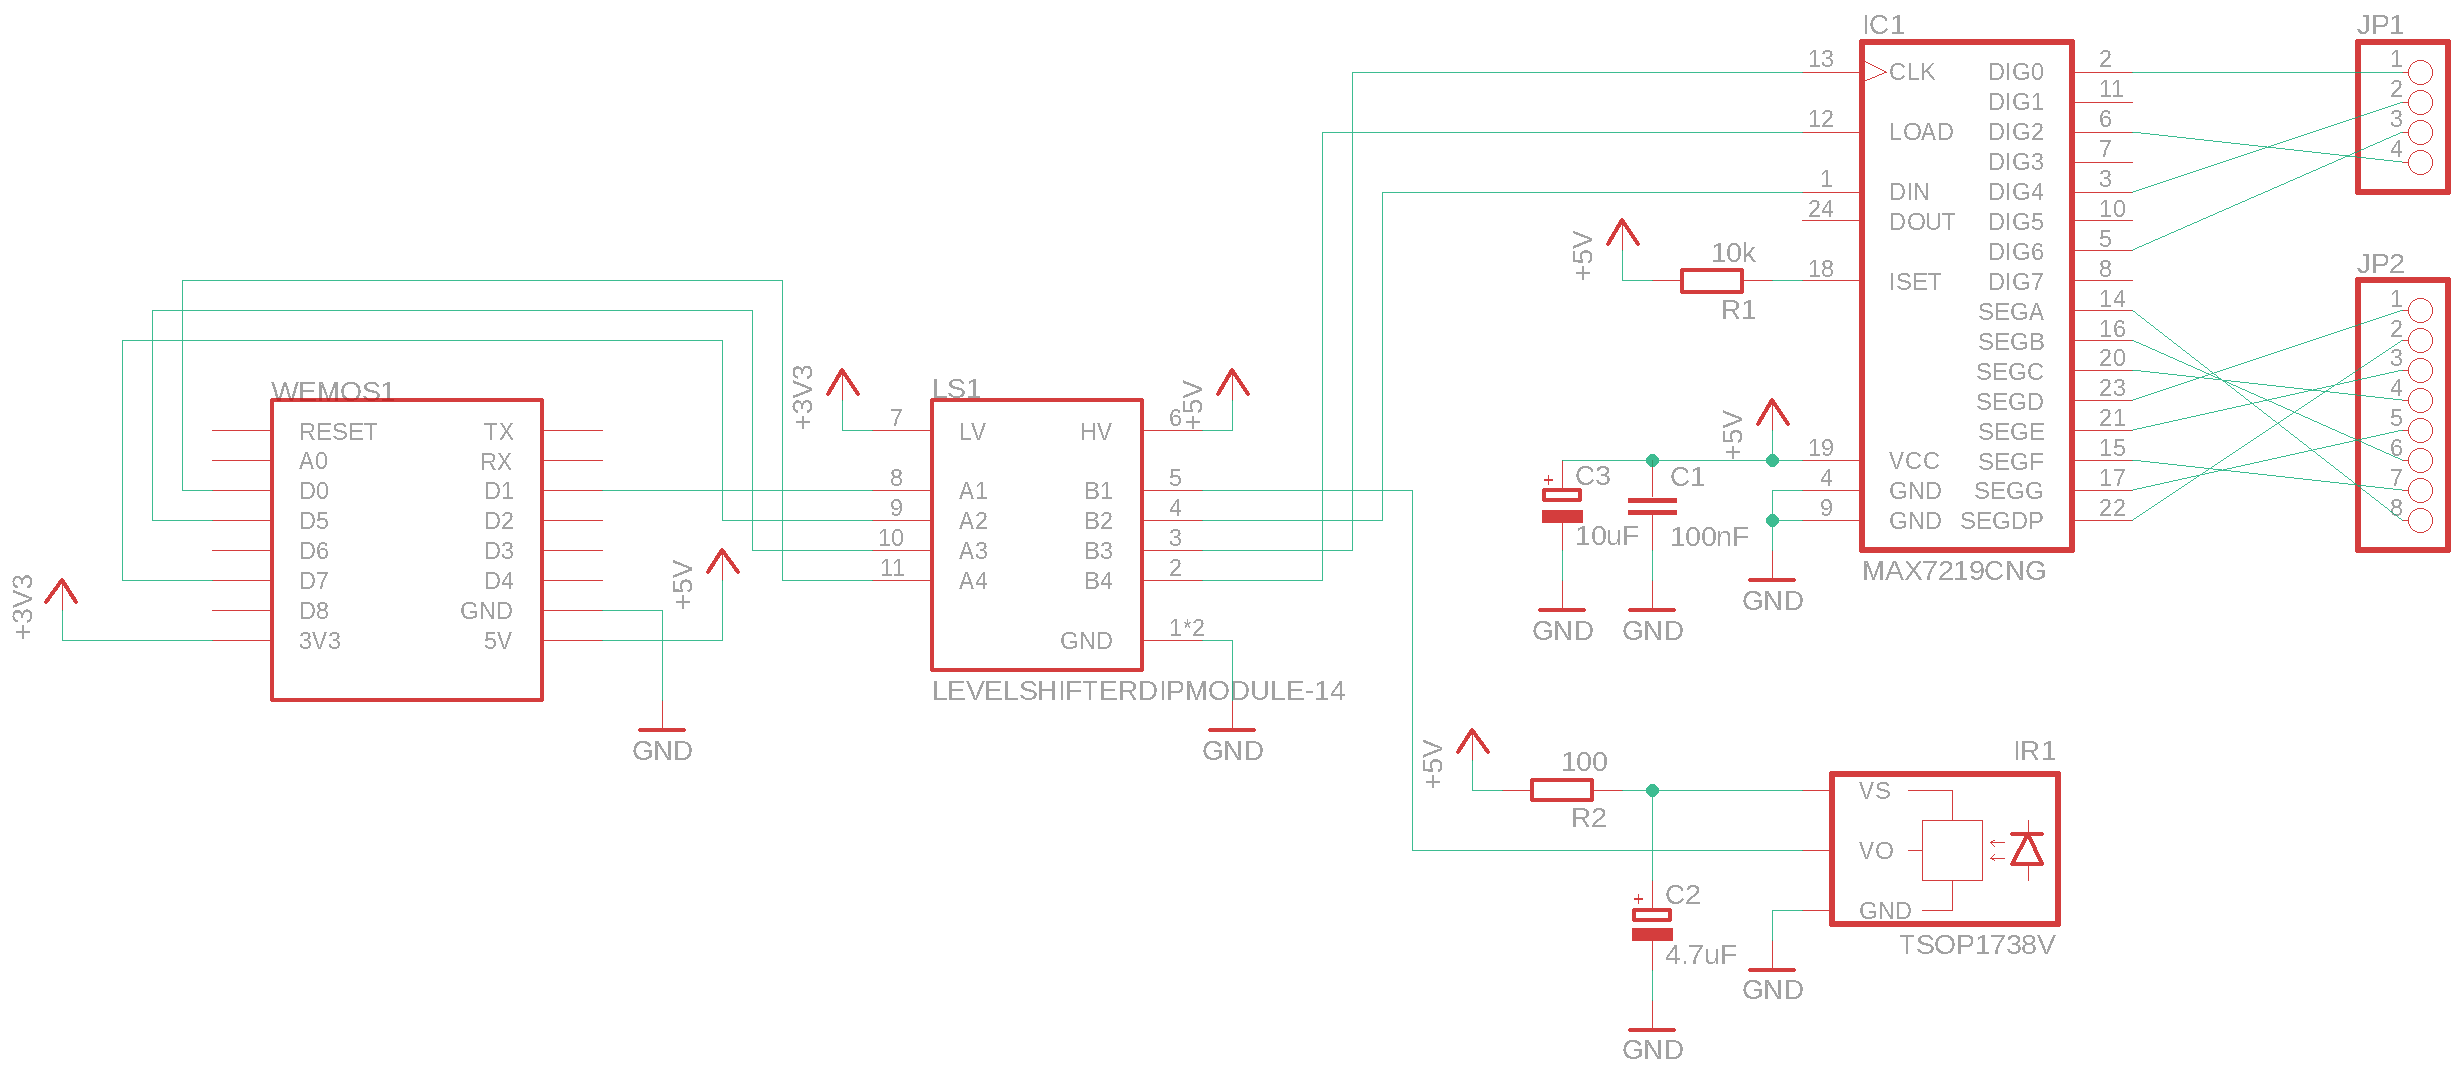 WEMOS1
RESET TX
A0 RX
D0 D1
D5 D2
D6 D3
D7 D4
D8 GND
3V3 5V
+3V3
+5V
GND
LS1
+3V3
+5V
7 LV HV 6
8 A1 B1 5
9 A2 B2 4
10 A3 B3 3
11 A4 B4 2
GND 1*2
LEVELSHIFTERDIPMODULE-14
GND
IC1
13 CLK DIG0 2
DIG1 11
12 LOAD DIG2 6
DIG3 7
1 DIN DIG4 3
24 DOUT DIG5 10
DIG6 5
18 ISET DIG7 8
SEGA 14
SEGB 16
SEGC 20
SEGD 23
SEGE 21
19 VCC SEGF 15
4 GND SEGG 17
9 GND SEGDP 22
MAX7219CNG
+5V
10k
R1
+5V
C3
+
10uF
C1
100nF
GND
GND
GND
JP1
1
2
3
4
JP2
1
2
3
4
5
6
7
8
+5V
100
R2
C2
+
4.7uF
GND
IR1
VS
VO
GND
TSOP1738V
GND